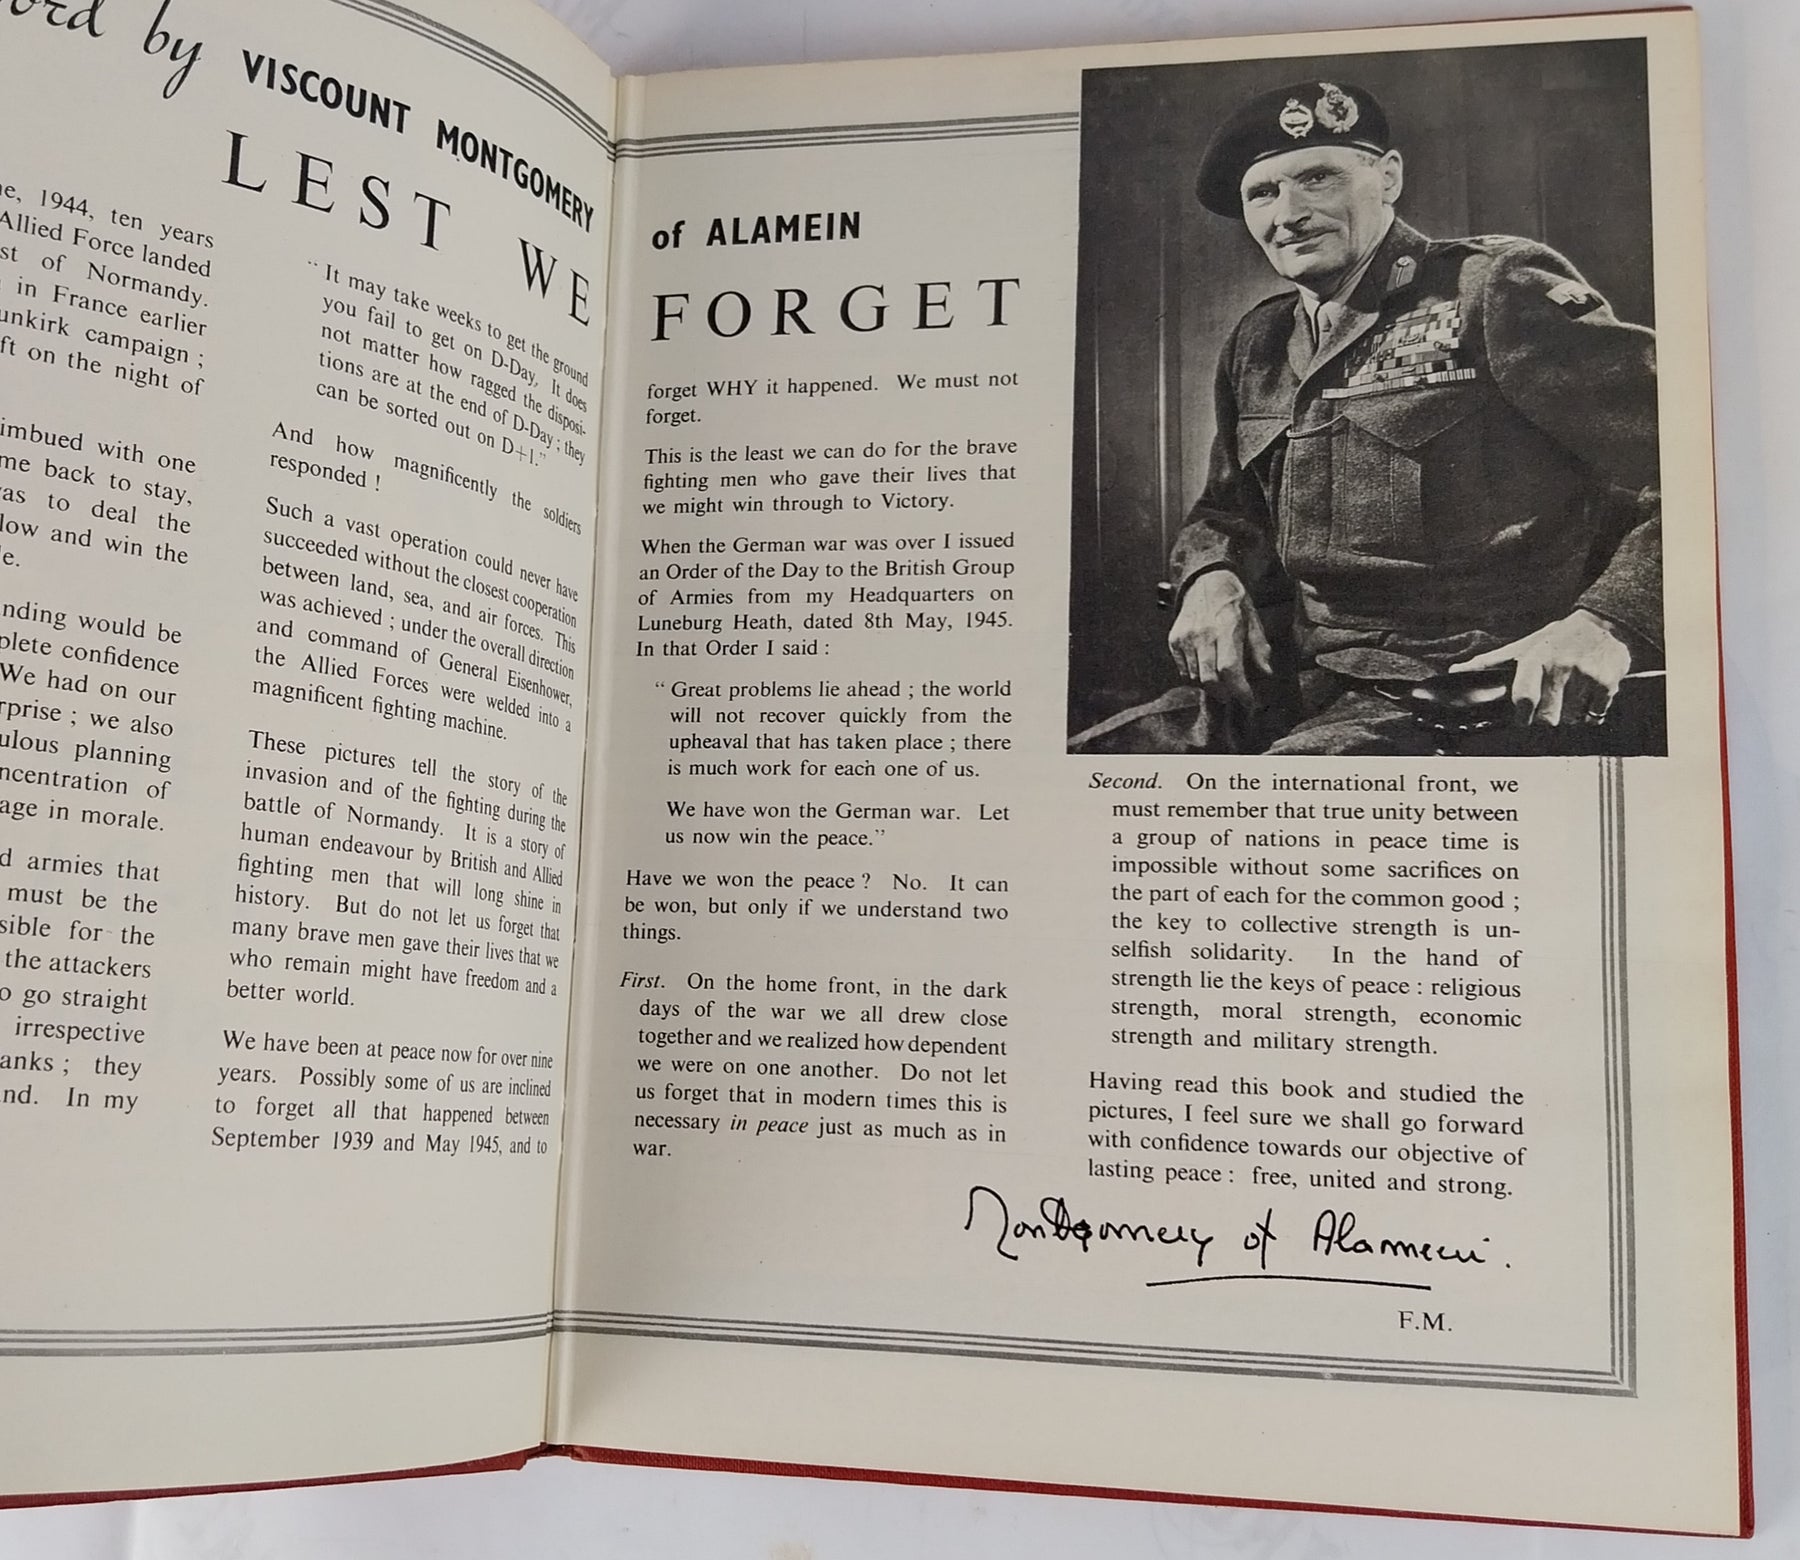 by VISCOUNT MONTGOMERY
LEST WE
1944, ten years
Allied Force landed
of Normandy.
in France earlier
campaign ;
on the night of
imbued with one
back to stay,
to deal the
and win the
would be
confidence
We had on our
; we also
planning
of
in morale.
armies that
must be the
for the
the attackers
go straight
irrespective
; they
In my
“ It may take weeks to get the ground
you fail to get on D-Day, It does
not matter how ragged the disposi-
tions are at the end of D-Day ; they
can be sorted out on D+1.”
And how magnificently the soldiers
responded !
Such a vast operation could never have
succeeded without the closest cooperation
between land, sea, and air forces. This
was achieved ; under the overall direction
and command of General Eisenhower,
the Allied Forces were welded into a
magnificent fighting machine.
These pictures tell the story of the
invasion and of the fighting during the
battle of Normandy. It is a story of
human endeavour by British and Allied
fighting men that will long shine in
history. But do not let us forget that
many brave men gave their lives that we
who remain might have freedom and a
better world.
We have been at peace now for over nine
years. Possibly some of us are inclined
to forget all that happened between
September 1939 and May 1945, and to
of ALAMEIN
FORGET
forget WHY it happened. We must not
forget.
This is the least we can do for the brave
fighting men who gave their lives that
we might win through to Victory.
When the German war was over I issued
an Order of the Day to the British Group
of Armies from my Headquarters on
Luneburg Heath, dated 8th May, 1945.
In that Order I said :
“ Great problems lie ahead ; the world
will not recover quickly from the
upheaval that has taken place ; there
is much work for each one of us.
We have won the German war. Let
us now win the peace.”
Have we won the peace ? No. It can
be won, but only if we understand two
things.
First. On the home front, in the dark
days of the war we all drew close
together and we realized how dependent
we were on one another. Do not let
us forget that in modern times this is
necessary in peace just as much as in
war.
Second. On the international front, we
must remember that true unity between
a group of nations in peace time is
impossible without some sacrifices on
the part of each for the common good ;
the key to collective strength is un-
selfish solidarity. In the hand of
strength lie the keys of peace : religious
strength, moral strength, economic
strength and military strength.
Having read this book and studied the
pictures, I feel sure we shall go forward
with confidence towards our objective of
lasting peace : free, united and strong.
Montgomery of Alamein.
F.M.